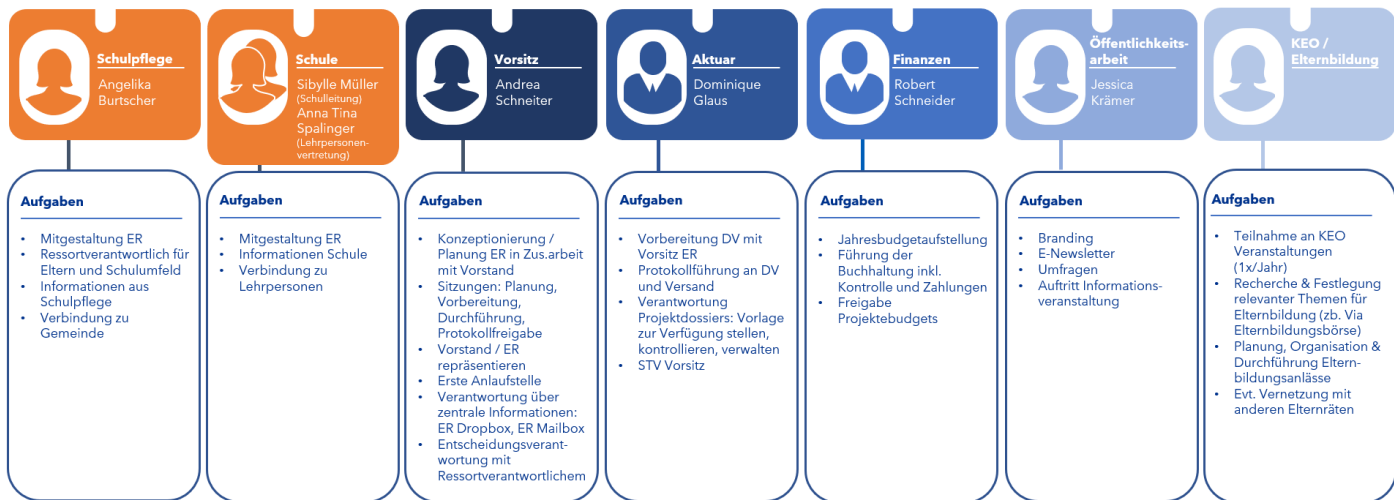 Schulpflege
Angelika
Burtscher
Aufgaben
• Mitgestaltung ER
• Ressortverantwortlich für
Eltern und Schulumfeld
• Informationen aus
Schulpflege
• Verbindung zu
Gemeinde
Schule
Sibylle Müller
(Schulleitung)
Anna Tina
Spalinger
(Lehrpersonen-
vertretung)
Aufgaben
• Mitgestaltung ER
• Informationen Schule
• Verbindung zu
Lehrpersonen
Vorsitz
Andrea
Schneiter
Aufgaben
• Konzeptionierung /
Planung ER in Zus.arbeit
mit Vorstand
• Sitzungen: Planung,
Vorbereitung,
Durchführung,
Protokollfreigabe
• Vorstand / ER
repräsentieren
• Erste Anlaufstelle
• Verantwortung über
zentrale Informationen:
ER Dropbox, ER Mailbox
• Entscheidungsverant-
wortung mit
Ressortverantwortlichem
Aktuar
Dominique
Glaus
Aufgaben
• Vorbereitung DV mit
Vorsitz ER
• Protokollführung an DV
und Versand
• Verantwortung
Projektdossiers: Vorlage
zur Verfügung stellen,
kontrollieren, verwalten
• STV Vorsitz
Finanzen
Robert
Schneider
Aufgaben
• Jahresbudgetaufstellung
• Führung der
Buchhaltung inkl.
Kontrolle und Zahlungen
• Freigabe
Projektebudgets
Öffentlichkeits-
arbeit
Jessica
Krämer
Aufgaben
• Branding
• E-Newsletter
• Umfragen
• Auftritt Informations-
veranstaltung
KEO /
Elternbildung
Aufgaben
• Teilnahme an KEO
Veranstaltungen
(1x/Jahr)
• Recherche & Festlegung
relevanter Themen für
Elternbildung (zb. Via
Elternbildungsbörse)
• Planung, Organisation &
Durchführung Eltern-
bildungsanlässe
• Evt. Vernetzung mit
anderen Elternräten